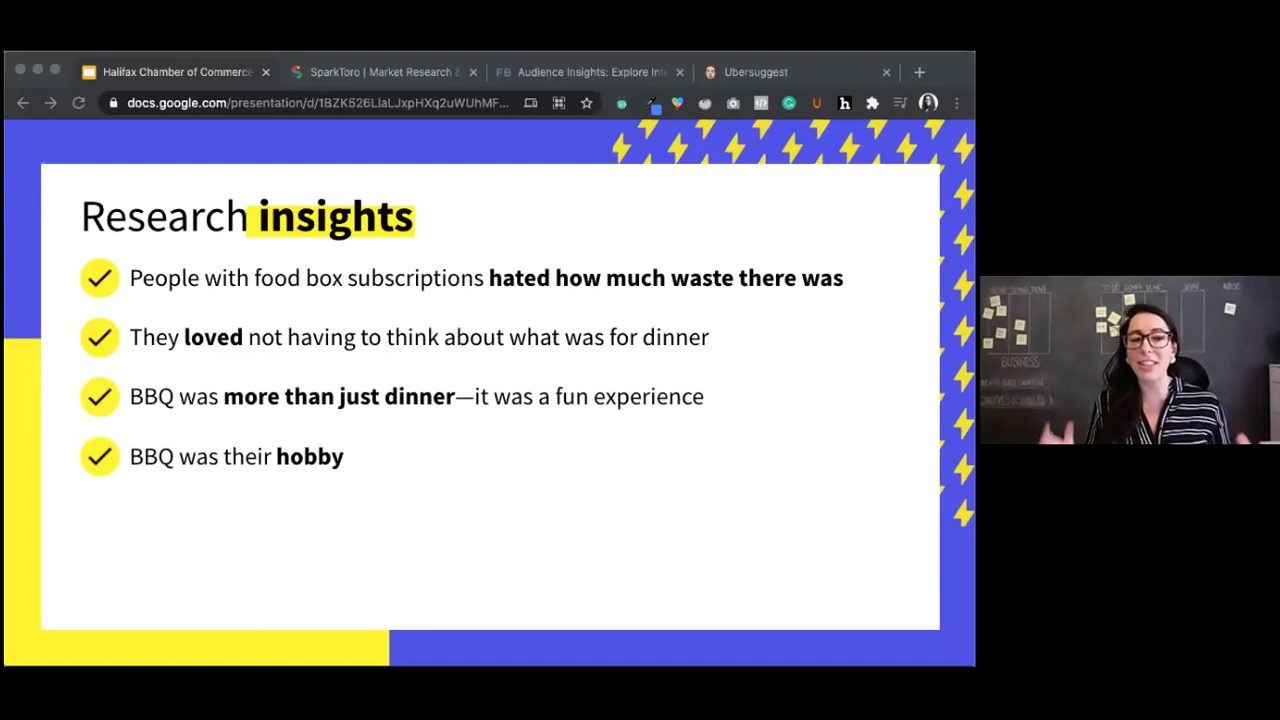 Halifax Chamber of Commerce
SparkToro | Market Research &
FB Audience Insights: Explore Inte
Ubersuggest
docs.google.com/presentation/d/1BZK526LlaLJxpHXq2uWUhMF...
Research insights
People with food box subscriptions hated how much waste there was
They loved not having to think about what was for dinner
BBQ was more than just dinner—it was a fun experience
BBQ was their hobby
BUSINESS